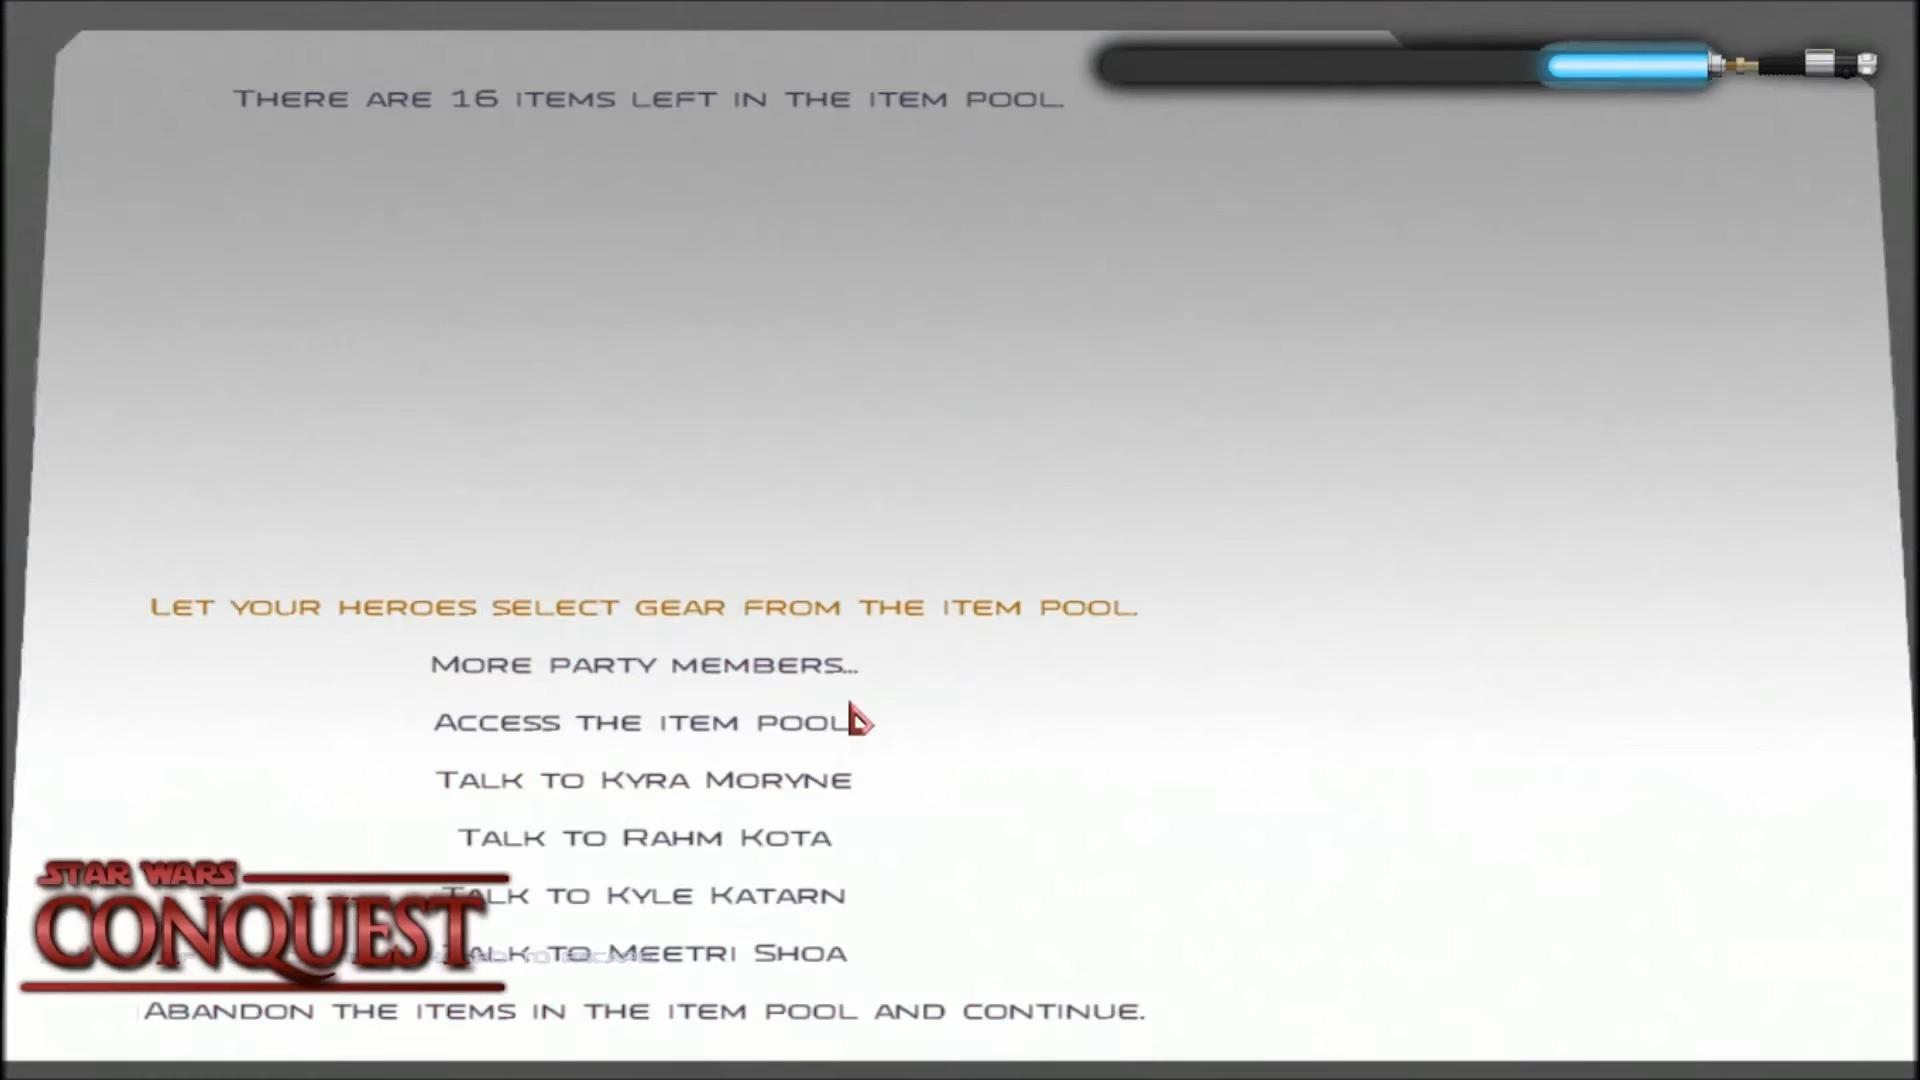 There are 16 items left in the item pool.
Let your heroes select gear from the item pool.
More party members...
Access the item pool
Talk to Kyra Moryne
Talk to Rahm Kota
Talk to Kyle Katarn
Talk to Meetri Shoa
Abandon the items in the item pool and continue.
STAR WARS
CONQUEST